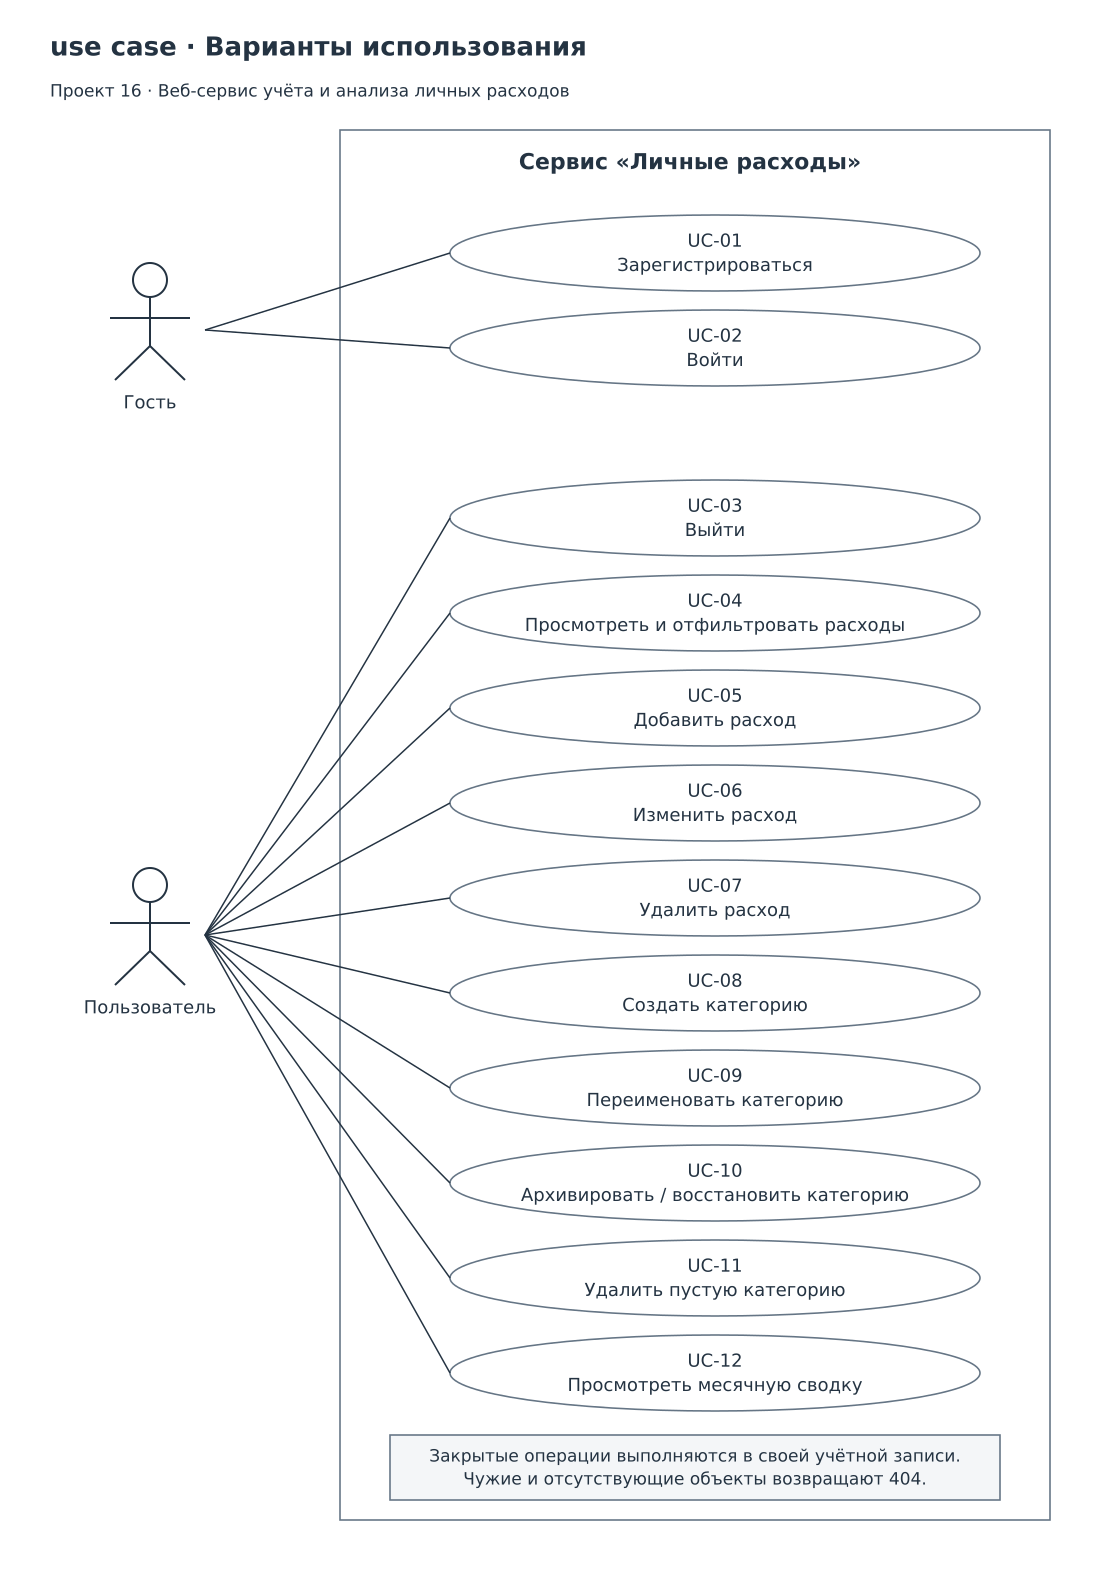 use case · Варианты использования
Проект 16 · Веб-сервис учёта и анализа личных расходов
Сервис «Личные расходы»
UC-01
Зарегистрироваться
UC-02
Войти
Гость
UC-03
Выйти
UC-04
Просмотреть и отфильтровать расходы
UC-05
Добавить расход
UC-06
Изменить расход
UC-07
Удалить расход
UC-08
Создать категорию
Пользователь
UC-09
Переименовать категорию
UC-10
Архивировать / восстановить категорию
UC-11
Удалить пустую категорию
UC-12
Просмотреть месячную сводку
Закрытые операции выполняются в своей учётной записи.
Чужие и отсутствующие объекты возвращают 404.